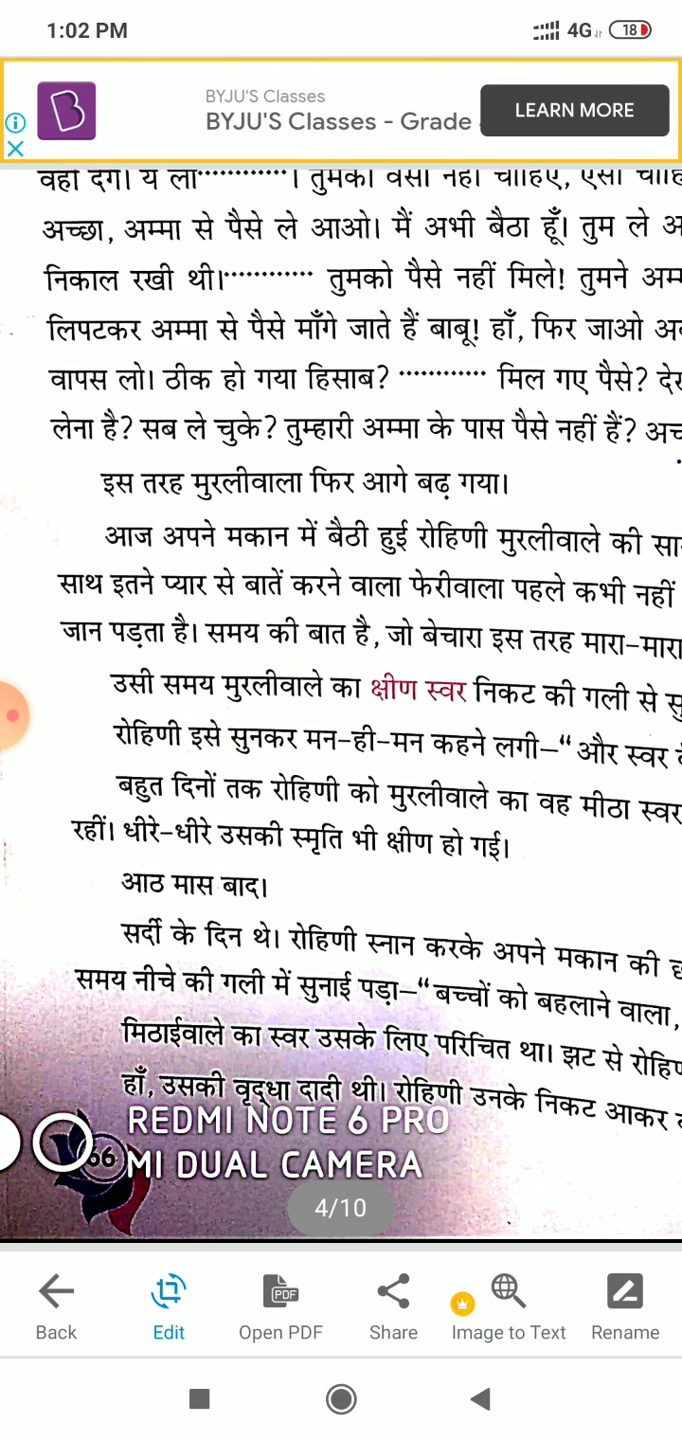 1:02 PM
4G
18
BYJU'S Classes
BYJU'S Classes - Grade
LEARN MORE
तुमको वैसी नहीं चाहिए, ऐसी
अच्छा, अम्मा से पैसे ले आओ। मैं अभी बैठा हूँ। तुम ले
निकाल रखी थी।············ तुमको पैसे नहीं मिले! तुमने
लिपटकर अम्मा से पैसे माँगे जाते हैं बाबू! हाँ, फिर जाओ
वापस लो। ठीक हो गया हिसाब? ············ मिल गए पैसे?
लेना है? सब ले चुके? तुम्हारी अम्मा के पास पैसे नहीं हैं?
इस तरह मुरलीवाला फिर आगे बढ़ गया।
आज अपने मकान में बैठी हुई रोहिणी मुरलीवाले की
साथ इतने प्यार से बातें करने वाला फेरीवाला पहले कभी नहीं
जान पड़ता है। समय की बात है, जो बेचारा इस तरह मारा-मारा
उसी समय मुरलीवाले का क्षीण स्वर निकट की गली से
रोहिणी इसे सुनकर मन-ही-मन कहने लगी—“और स्वर
बहुत दिनों तक रोहिणी को मुरलीवाले का वह मीठा स्वर
रहीं। धीरे-धीरे उसकी स्मृति भी क्षीण हो गई।
आठ मास बाद।
सर्दी के दिन थे। रोहिणी स्नान करके अपने मकान की
समय नीचे की गली में सुनाई पड़ा—“बच्चों को बहलाने वाला,
मिठाईवाले का स्वर उसके लिए परिचित था। झट से
हाँ, उसकी वृद्धा दादी थी। रोहिणी उनके निकट आकर
REDMI NOTE 6 PRO
66 MI DUAL CAMERA
4/10
Back
Edit
PDF
Open PDF
Share
Image to Text
Rename